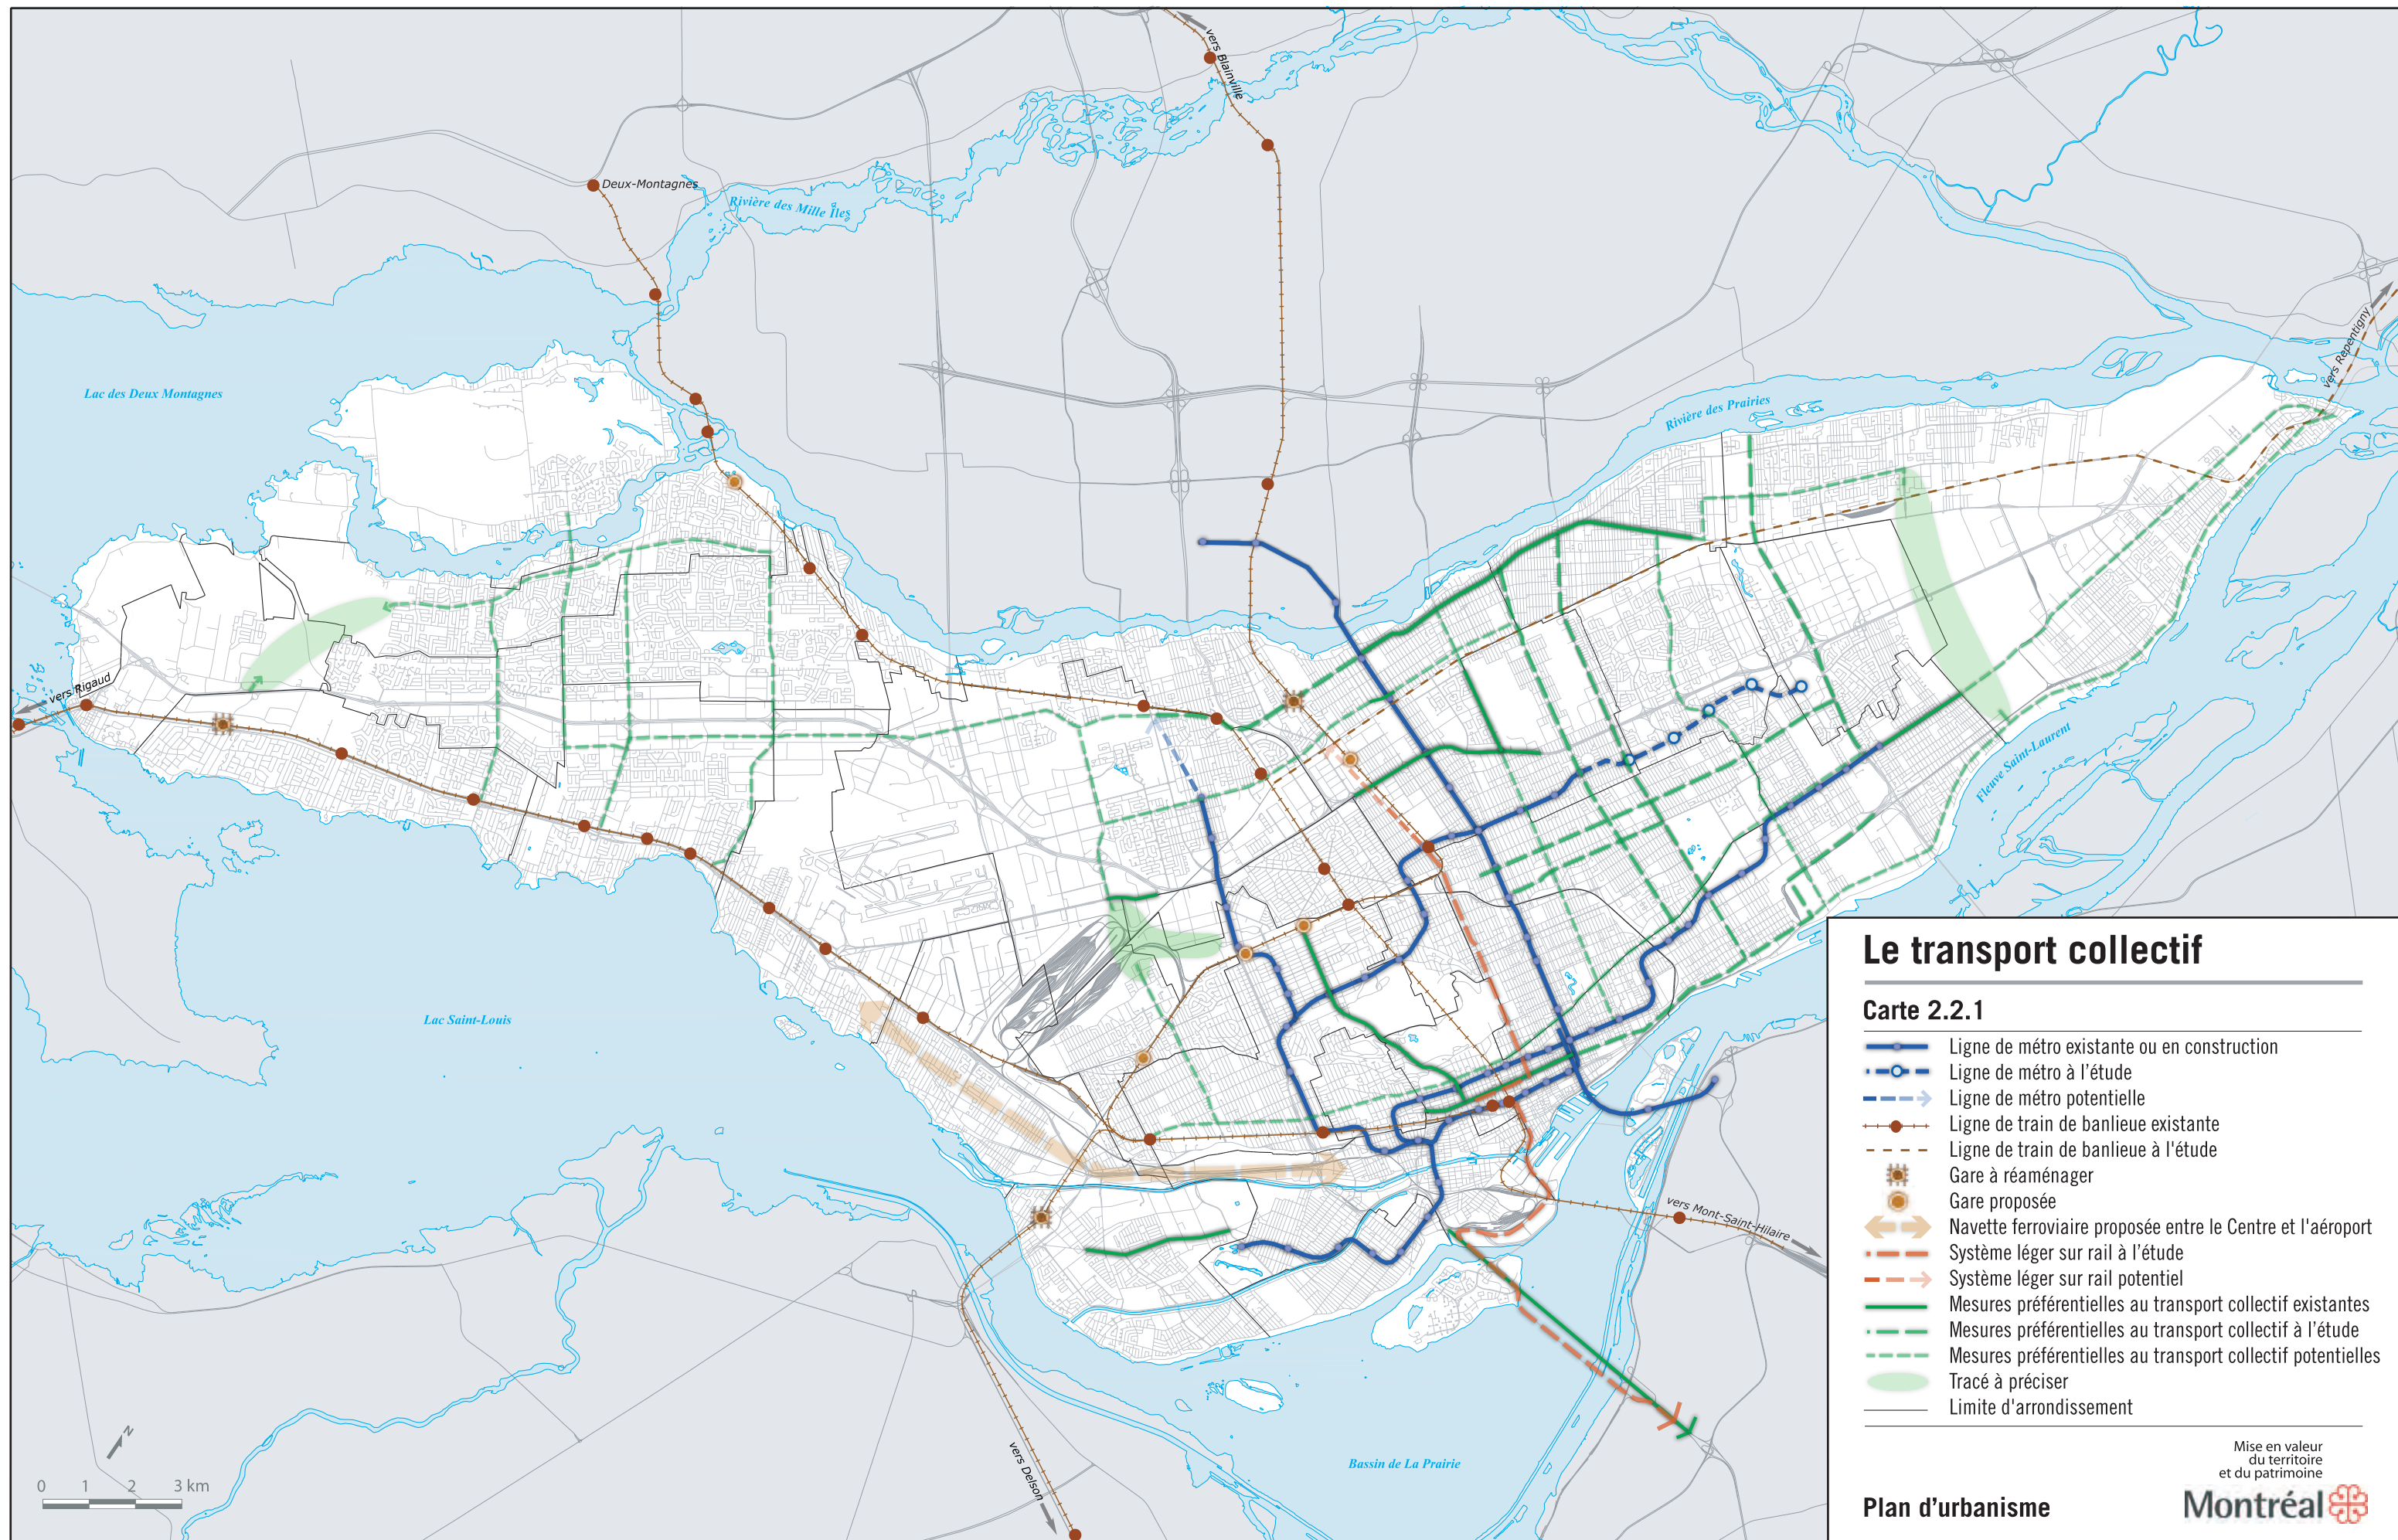 vers Blainville
Deux-Montagnes
Rivière des Mille Îles
vers Repentigny
Lac des Deux Montagnes
Rivière des Prairies
vers Rigaud
Fleuve Saint-Laurent
Lac Saint-Louis
vers Mont-Saint-Hilaire
vers Delson
Bassin de La Prairie
N
0 1 2 3 km
Le transport collectif
Carte 2.2.1
Ligne de métro existante ou en construction
Ligne de métro à l'étude
Ligne de métro potentielle
Ligne de train de banlieue existante
Ligne de train de banlieue à l'étude
Gare à réaménager
Gare proposée
Navette ferroviaire proposée entre le Centre et l'aéroport
Système léger sur rail à l'étude
Système léger sur rail potentiel
Mesures préférentielles au transport collectif existantes
Mesures préférentielles au transport collectif à l'étude
Mesures préférentielles au transport collectif potentielles
Tracé à préciser
Limite d'arrondissement
Mise en valeur
du territoire
et du patrimoine
Plan d'urbanisme
Montréal